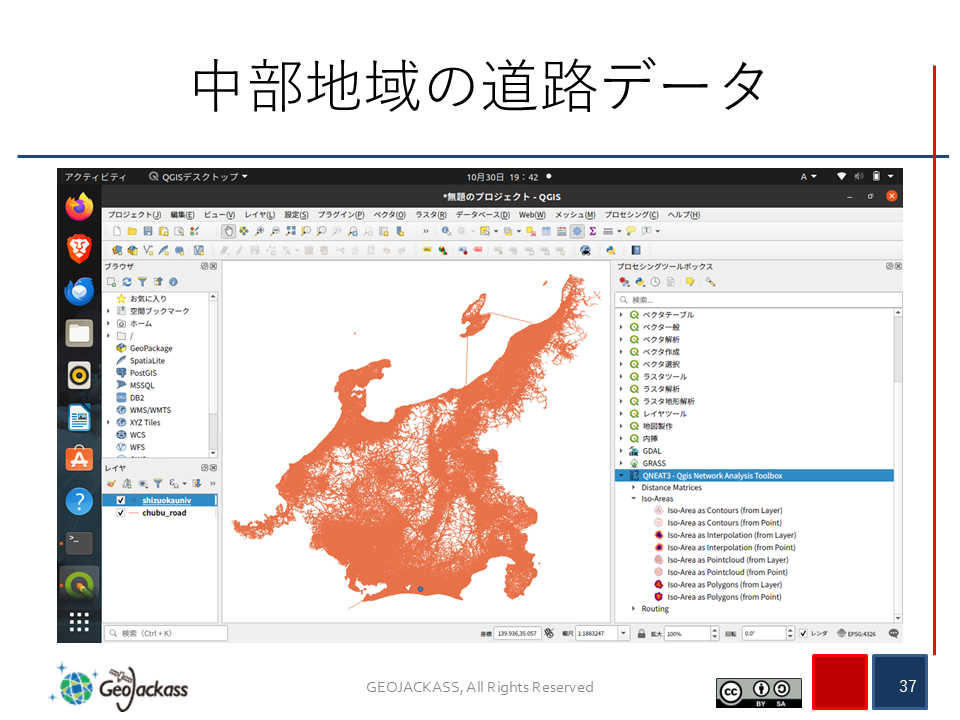 中部地域の道路データ
アクティビティ
QGISデスクトップ
10月30日 19：42
A
*無題のプロジェクト - QGIS
プロジェクト(J) 編集(E) ビュー(V) レイヤ(L) 設定(S) プラグイン(P) ベクタ(O) ラスタ(R) データベース(D) Web(W) メッシュ(M) プロセシング(C) ヘルプ(H)
ブラウザ
お気に入り
空間ブックマーク
ホーム
/
GeoPackage
SpatiaLite
PostGIS
MSSQL
DB2
WMS/WMTS
XYZ Tiles
WCS
WFS
レイヤ
shizuokauniv
chubu_road
検索（Ctrl + K）
プロセシングツールボックス
検索...
ベクタテーブル
ベクタ一般
ベクタ解析
ベクタ作成
ベクタ選択
ラスタツール
ラスタ解析
ラスタ地形解析
レイヤツール
地図製作
内挿
GDAL
GRASS
QNEAT3 - Qgis Network Analysis Toolbox
Distance Matrices
Iso-Areas
Iso-Area as Contours (from Layer)
Iso-Area as Contours (from Point)
Iso-Area as Interpolation (from Layer)
Iso-Area as Interpolation (from Point)
Iso-Area as Pointcloud (from Layer)
Iso-Area as Pointcloud (from Point)
Iso-Area as Polygons (from Layer)
Iso-Area as Polygons (from Point)
Routing
座標 139.936,35.057 縮尺 1:1883247 拡大 100% 回転 0.0° レンダ EPSG:4326
GeoJackass
GEOJACKASS, All Rights Reserved
CC BY SA
37